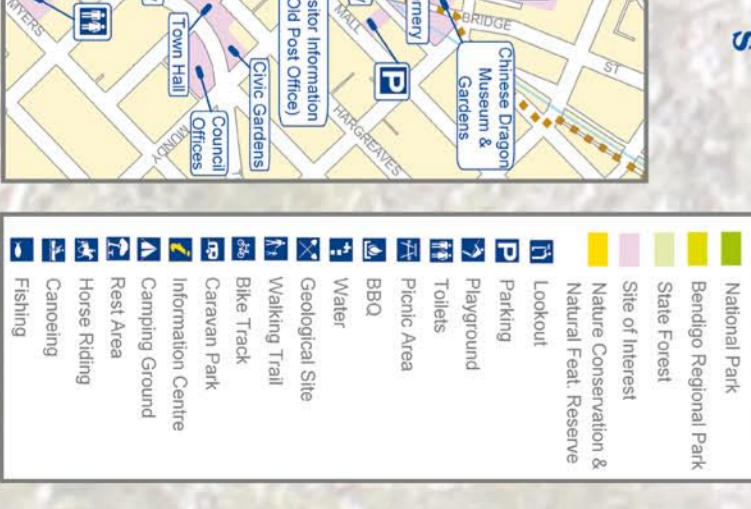 S
MYERS
Town Hall
Civic Gardens
Council
Offices
MUNDY
HARGREAVES
MALL
P
BRIDGE
ST
Chinese Dragon
Museum &
Gardens
Old Post Office)
National Park
Bendigo Regional Park
State Forest
Site of Interest
Nature Conservation &
Natural Feat. Reserve
Lookout
P Parking
Playground
Toilets
Picnic Area
BBQ
Water
Geological Site
Walking Trail
Bike Track
Caravan Park
i Information Centre
Camping Ground
Rest Area
Horse Riding
Canoeing
Fishing